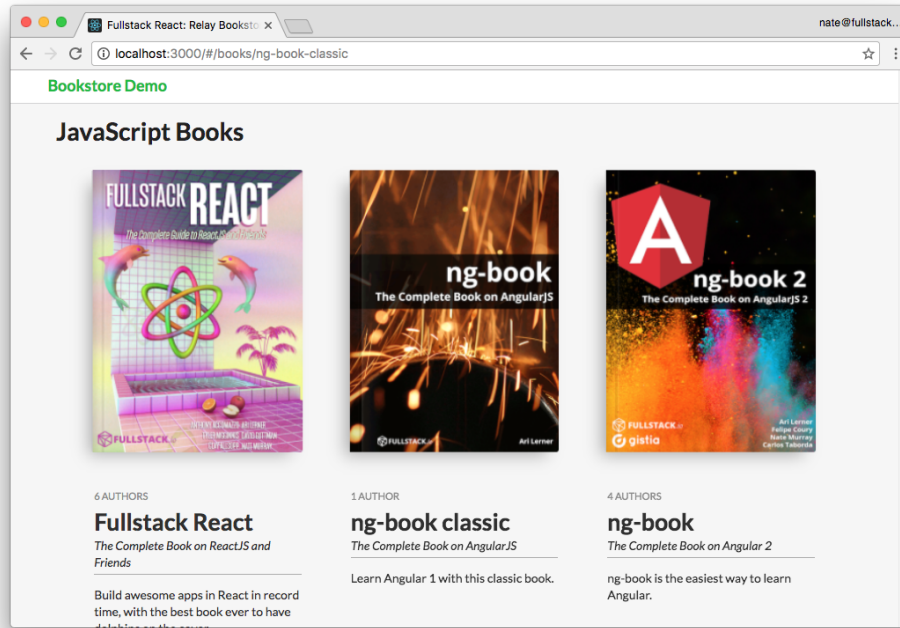 Fullstack React: Relay Booksto
nate@fullstack...
localhost:3000/#/books/ng-book-classic
Bookstore Demo
JavaScript Books
FULLSTACK REACT
The Complete Guide to ReactJS and Friends
FULLSTACK.io
ng-book
The Complete Book on AngularJS
FULLSTACK.io
Ari Lerner
A
ng-book 2
The Complete Book on AngularJS 2
FULLSTACK.io
gistia
Ari Lerner
Felipe Coury
Nate Murray
Carlos Taborda
6 AUTHORS
Fullstack React
The Complete Book on ReactJS and
Friends
Build awesome apps in React in record
time, with the best book ever to have
dolphins on the cover
1 AUTHOR
ng-book classic
The Complete Book on AngularJS
Learn Angular 1 with this classic book.
4 AUTHORS
ng-book
The Complete Book on Angular 2
ng-book is the easiest way to learn
Angular.